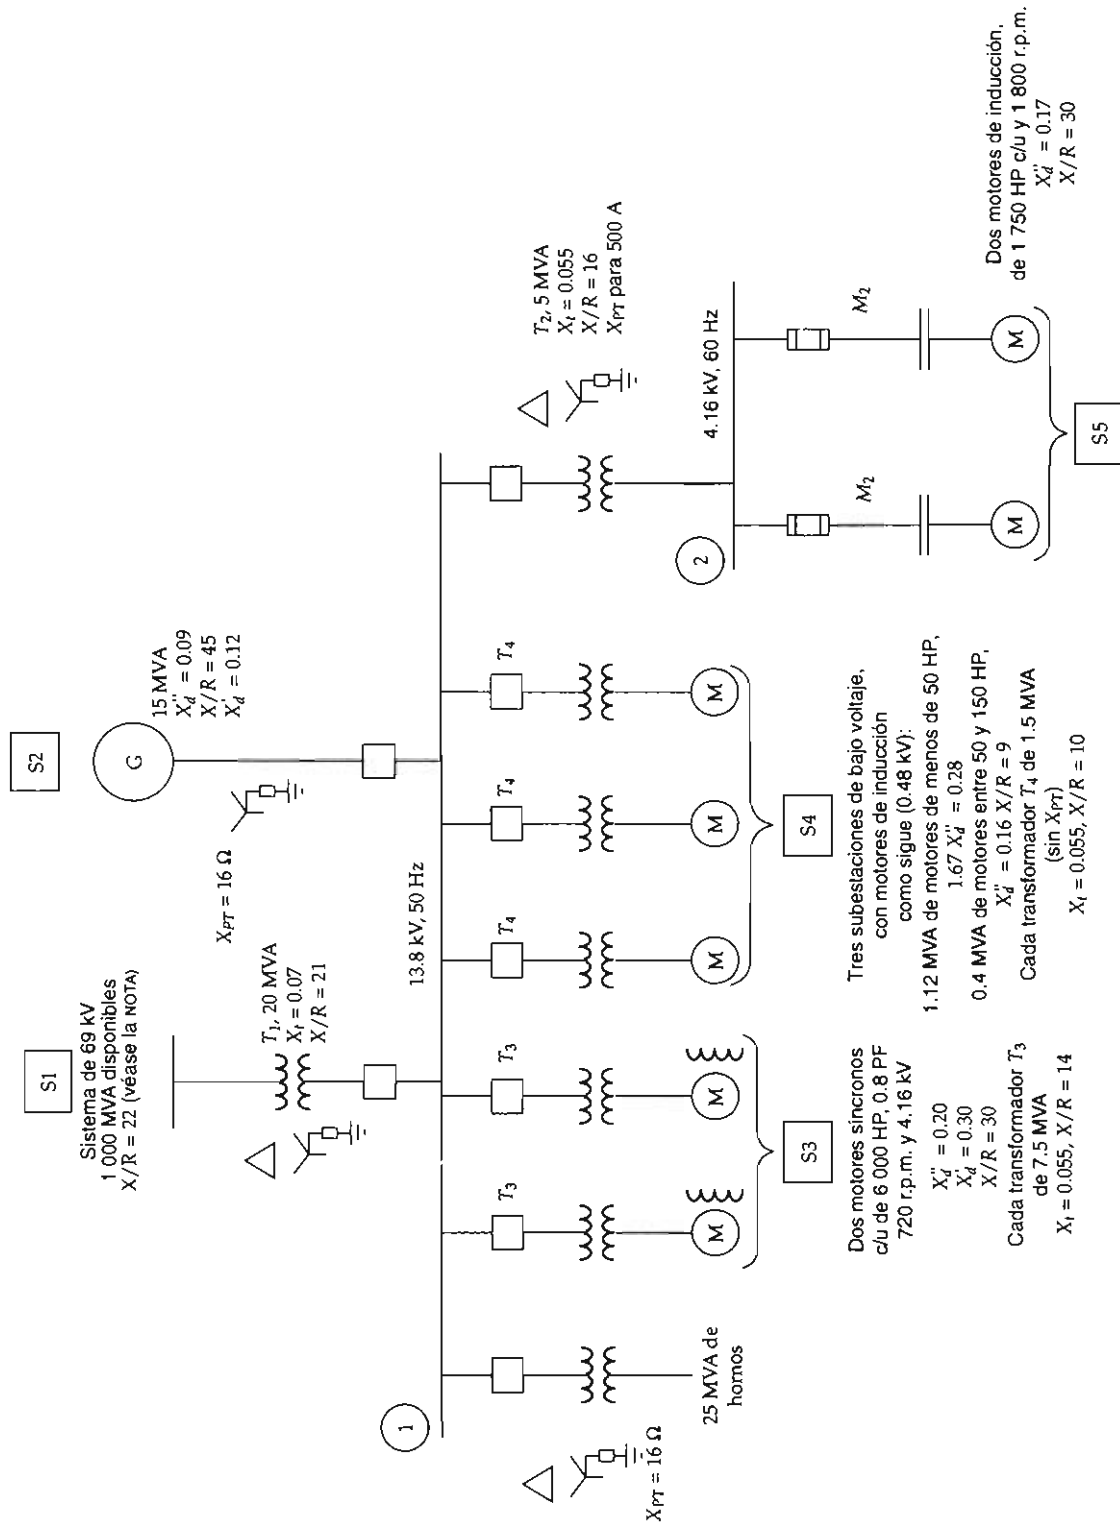 S1
Sistema de 69 kV
1 000 MVA disponibles
X/R = 22 (véase la NOTA)
T1, 20 MVA
Xt = 0.07
X/R = 21
S2
G
15 MVA
X''d = 0.09
X/R = 45
X'd = 0.12
XPT = 16 Ω
13.8 kV, 50 Hz
1
XPT = 16 Ω
25 MVA de
hornos
T3
T3
M
M
S3
Dos motores síncronos
c/u de 6 000 HP, 0.8 PF
720 r.p.m. y 4.16 kV
X''d = 0.20
X'd = 0.30
X/R = 30
Cada transformador T3
de 7.5 MVA
Xt = 0.055, X/R = 14
T4
T4
T4
M
M
M
S4
Tres subestaciones de bajo voltaje,
con motores de inducción
como sigue (0.48 kV):
1.12 MVA de motores de menos de 50 HP,
1.67 X''d = 0.28
0.4 MVA de motores entre 50 y 150 HP,
X''d = 0.16 X/R = 9
Cada transformador T4 de 1.5 MVA
(sin XPT)
Xt = 0.055, X/R = 10
T2, 5 MVA
Xt = 0.055
X/R = 16
XPT para 500 A
4.16 kV, 60 Hz
2
M2
M2
M
M
S5
Dos motores de inducción,
de 1 750 HP c/u y 1 800 r.p.m.
X''d = 0.17
X/R = 30